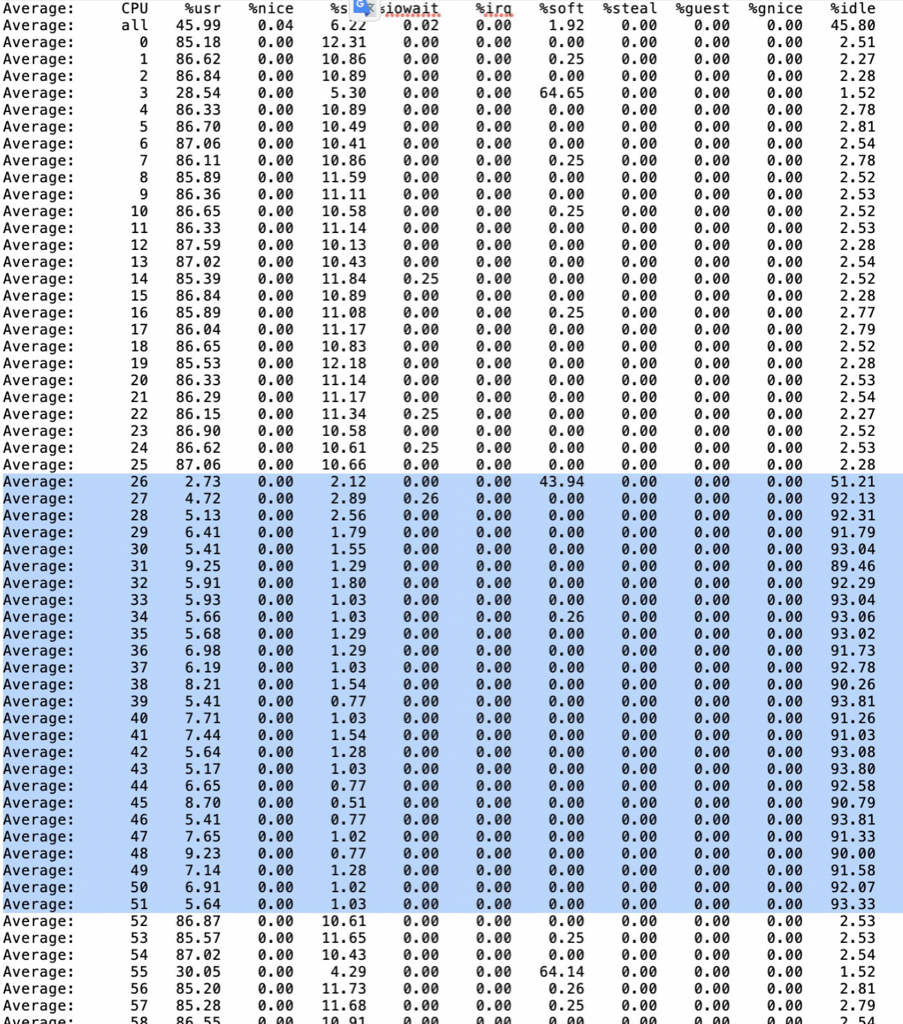 Average: CPU %usr %nice %s %iowait %irq %soft %steal %guest %gnice %idle
Average: all 45.99 0.04 6.22 0.02 0.00 1.92 0.00 0.00 0.00 45.80
Average: 0 85.18 0.00 12.31 0.00 0.00 0.00 0.00 0.00 0.00 2.51
Average: 1 86.62 0.00 10.86 0.00 0.00 0.25 0.00 0.00 0.00 2.27
Average: 2 86.84 0.00 10.89 0.00 0.00 0.00 0.00 0.00 0.00 2.28
Average: 3 28.54 0.00 5.30 0.00 0.00 64.65 0.00 0.00 0.00 1.52
Average: 4 86.33 0.00 10.89 0.00 0.00 0.00 0.00 0.00 0.00 2.78
Average: 5 86.70 0.00 10.49 0.00 0.00 0.00 0.00 0.00 0.00 2.81
Average: 6 87.06 0.00 10.41 0.00 0.00 0.00 0.00 0.00 0.00 2.54
Average: 7 86.11 0.00 10.86 0.00 0.00 0.25 0.00 0.00 0.00 2.78
Average: 8 85.89 0.00 11.59 0.00 0.00 0.00 0.00 0.00 0.00 2.52
Average: 9 86.36 0.00 11.11 0.00 0.00 0.00 0.00 0.00 0.00 2.53
Average: 10 86.65 0.00 10.58 0.00 0.00 0.25 0.00 0.00 0.00 2.52
Average: 11 86.33 0.00 11.14 0.00 0.00 0.00 0.00 0.00 0.00 2.53
Average: 12 87.59 0.00 10.13 0.00 0.00 0.00 0.00 0.00 0.00 2.28
Average: 13 87.02 0.00 10.43 0.00 0.00 0.00 0.00 0.00 0.00 2.54
Average: 14 85.39 0.00 11.84 0.25 0.00 0.00 0.00 0.00 0.00 2.52
Average: 15 86.84 0.00 10.89 0.00 0.00 0.00 0.00 0.00 0.00 2.28
Average: 16 85.89 0.00 11.08 0.00 0.00 0.25 0.00 0.00 0.00 2.77
Average: 17 86.04 0.00 11.17 0.00 0.00 0.00 0.00 0.00 0.00 2.79
Average: 18 86.65 0.00 10.83 0.00 0.00 0.00 0.00 0.00 0.00 2.52
Average: 19 85.53 0.00 12.18 0.00 0.00 0.00 0.00 0.00 0.00 2.28
Average: 20 86.33 0.00 11.14 0.00 0.00 0.00 0.00 0.00 0.00 2.53
Average: 21 86.29 0.00 11.17 0.00 0.00 0.00 0.00 0.00 0.00 2.54
Average: 22 86.15 0.00 11.34 0.25 0.00 0.00 0.00 0.00 0.00 2.27
Average: 23 86.90 0.00 10.58 0.00 0.00 0.00 0.00 0.00 0.00 2.52
Average: 24 86.62 0.00 10.61 0.25 0.00 0.00 0.00 0.00 0.00 2.53
Average: 25 87.06 0.00 10.66 0.00 0.00 0.00 0.00 0.00 0.00 2.28
Average: 26 2.73 0.00 2.12 0.00 0.00 43.94 0.00 0.00 0.00 51.21
Average: 27 4.72 0.00 2.89 0.26 0.00 0.00 0.00 0.00 0.00 92.13
Average: 28 5.13 0.00 2.56 0.00 0.00 0.00 0.00 0.00 0.00 92.31
Average: 29 6.41 0.00 1.79 0.00 0.00 0.00 0.00 0.00 0.00 91.79
Average: 30 5.41 0.00 1.55 0.00 0.00 0.00 0.00 0.00 0.00 93.04
Average: 31 9.25 0.00 1.29 0.00 0.00 0.00 0.00 0.00 0.00 89.46
Average: 32 5.91 0.00 1.80 0.00 0.00 0.00 0.00 0.00 0.00 92.29
Average: 33 5.93 0.00 1.03 0.00 0.00 0.00 0.00 0.00 0.00 93.04
Average: 34 5.66 0.00 1.03 0.00 0.00 0.26 0.00 0.00 0.00 93.06
Average: 35 5.68 0.00 1.29 0.00 0.00 0.00 0.00 0.00 0.00 93.02
Average: 36 6.98 0.00 1.29 0.00 0.00 0.00 0.00 0.00 0.00 91.73
Average: 37 6.19 0.00 1.03 0.00 0.00 0.00 0.00 0.00 0.00 92.78
Average: 38 8.21 0.00 1.54 0.00 0.00 0.00 0.00 0.00 0.00 90.26
Average: 39 5.41 0.00 0.77 0.00 0.00 0.00 0.00 0.00 0.00 93.81
Average: 40 7.71 0.00 1.03 0.00 0.00 0.00 0.00 0.00 0.00 91.26
Average: 41 7.44 0.00 1.54 0.00 0.00 0.00 0.00 0.00 0.00 91.03
Average: 42 5.64 0.00 1.28 0.00 0.00 0.00 0.00 0.00 0.00 93.08
Average: 43 5.17 0.00 1.03 0.00 0.00 0.00 0.00 0.00 0.00 93.80
Average: 44 6.65 0.00 0.77 0.00 0.00 0.00 0.00 0.00 0.00 92.58
Average: 45 8.70 0.00 0.51 0.00 0.00 0.00 0.00 0.00 0.00 90.79
Average: 46 5.41 0.00 0.77 0.00 0.00 0.00 0.00 0.00 0.00 93.81
Average: 47 7.65 0.00 1.02 0.00 0.00 0.00 0.00 0.00 0.00 91.33
Average: 48 9.23 0.00 0.77 0.00 0.00 0.00 0.00 0.00 0.00 90.00
Average: 49 7.14 0.00 1.28 0.00 0.00 0.00 0.00 0.00 0.00 91.58
Average: 50 6.91 0.00 1.02 0.00 0.00 0.00 0.00 0.00 0.00 92.07
Average: 51 5.64 0.00 1.03 0.00 0.00 0.00 0.00 0.00 0.00 93.33
Average: 52 86.87 0.00 10.61 0.00 0.00 0.00 0.00 0.00 0.00 2.53
Average: 53 85.57 0.00 11.65 0.00 0.00 0.25 0.00 0.00 0.00 2.53
Average: 54 87.02 0.00 10.43 0.00 0.00 0.00 0.00 0.00 0.00 2.54
Average: 55 30.05 0.00 4.29 0.00 0.00 64.14 0.00 0.00 0.00 1.52
Average: 56 85.20 0.00 11.73 0.00 0.00 0.26 0.00 0.00 0.00 2.81
Average: 57 85.28 0.00 11.68 0.00 0.00 0.25 0.00 0.00 0.00 2.79
Average: 58 86.55 0.00 10.91 0.00 0.00 0.00 0.00 0.00 0.00 2.54